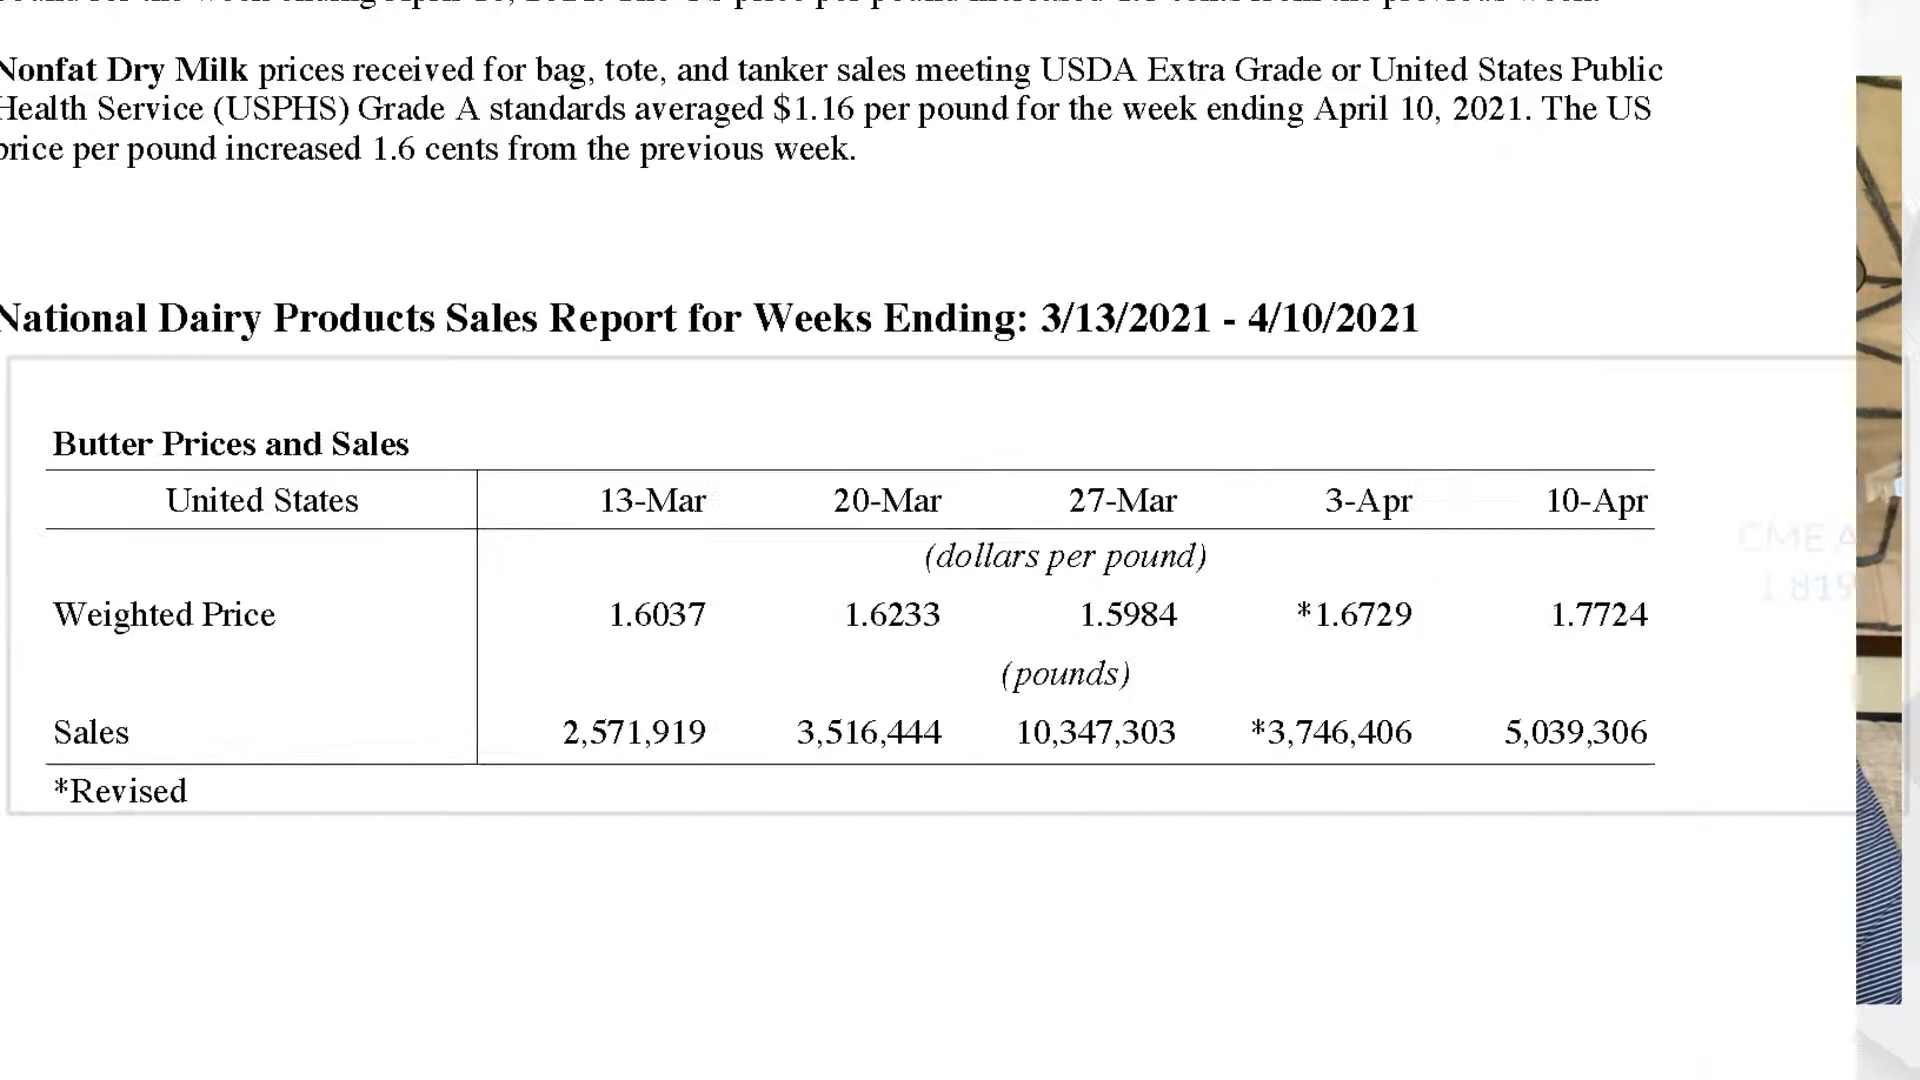 Nonfat Dry Milk prices received for bag, tote, and tanker sales meeting USDA Extra Grade or United States Public
Health Service (USPHS) Grade A standards averaged $1.16 per pound for the week ending April 10, 2021. The US
price per pound increased 1.6 cents from the previous week.
National Dairy Products Sales Report for Weeks Ending: 3/13/2021 - 4/10/2021
Butter Prices and Sales
United States 13-Mar 20-Mar 27-Mar 3-Apr 10-Apr
(dollars per pound)
Weighted Price 1.6037 1.6233 1.5984 *1.6729 1.7724
(pounds)
Sales 2,571,919 3,516,444 10,347,303 *3,746,406 5,039,306
*Revised
CME A
1 819